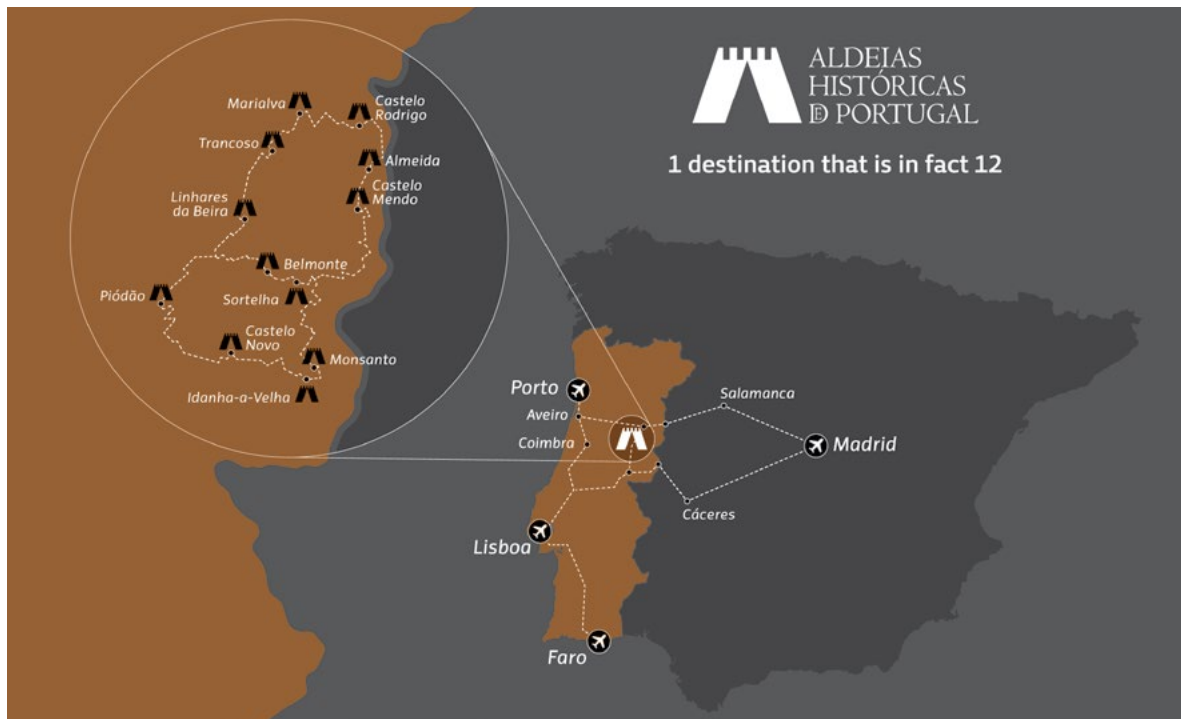 ALDEIAS
HISTÓRICAS
DE PORTUGAL
1 destination that is in fact 12
Marialva
Castelo
Rodrigo
Trancoso
Almeida
Castelo
Mendo
Linhares
da Beira
Belmonte
Piódão
Sortelha
Castelo
Novo
Monsanto
Idanha-a-Velha
Porto
Aveiro
Coimbra
Salamanca
Madrid
Cáceres
Lisboa
Faro